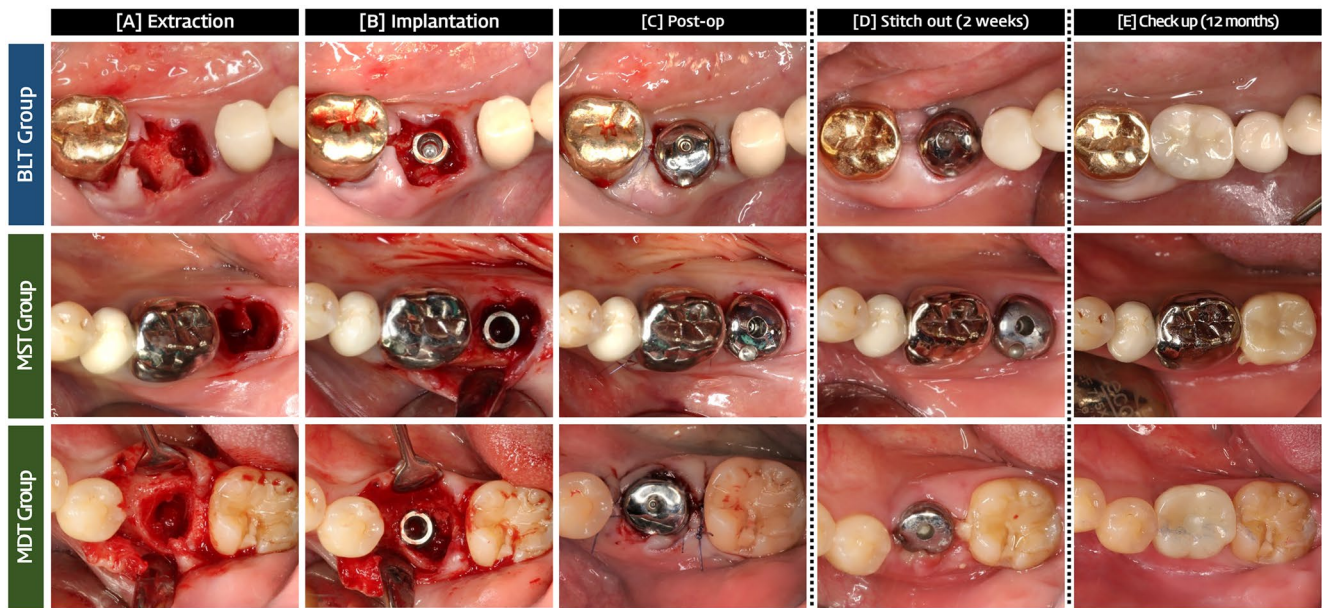 [A] Extraction
[B] Implantation
[C] Post-op
[D] Stitch out (2 weeks)
[E] Check up (12 months)
BLT Group
MST Group
MDT Group